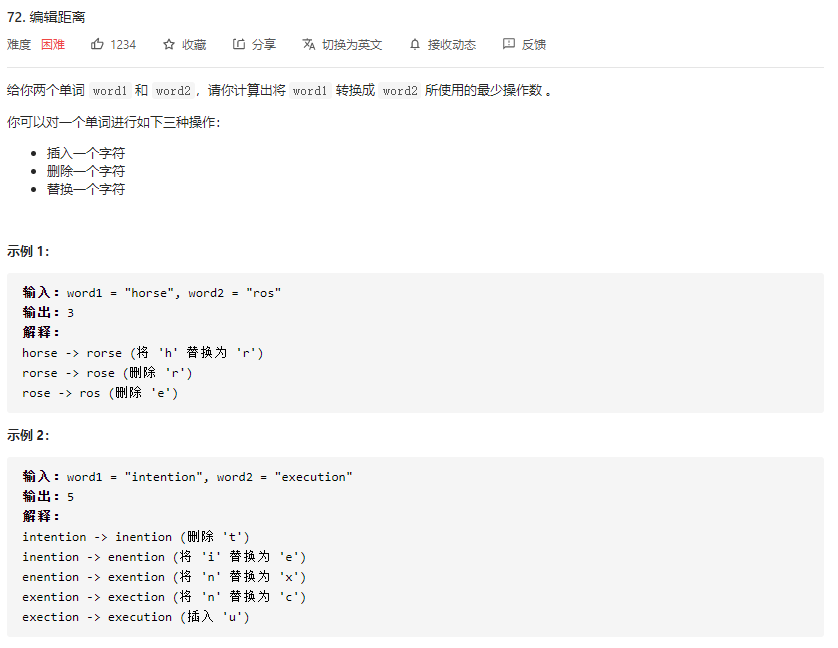 72. 编辑距离
难度 困难 1234 收藏 分享 切换为英文 接收动态 反馈
给你两个单词 word1 和 word2，请你计算出将 word1 转换成 word2 所使用的最少操作数 。
你可以对一个单词进行如下三种操作：
插入一个字符
删除一个字符
替换一个字符
示例 1：
输入：word1 = "horse", word2 = "ros"
输出：3
解释：
horse -> rorse (将 'h' 替换为 'r')
rorse -> rose (删除 'r')
rose -> ros (删除 'e')
示例 2：
输入：word1 = "intention", word2 = "execution"
输出：5
解释：
intention -> inention (删除 't')
inention -> enention (将 'i' 替换为 'e')
enention -> exention (将 'n' 替换为 'x')
exention -> exection (将 'n' 替换为 'c')
exection -> execution (插入 'u')